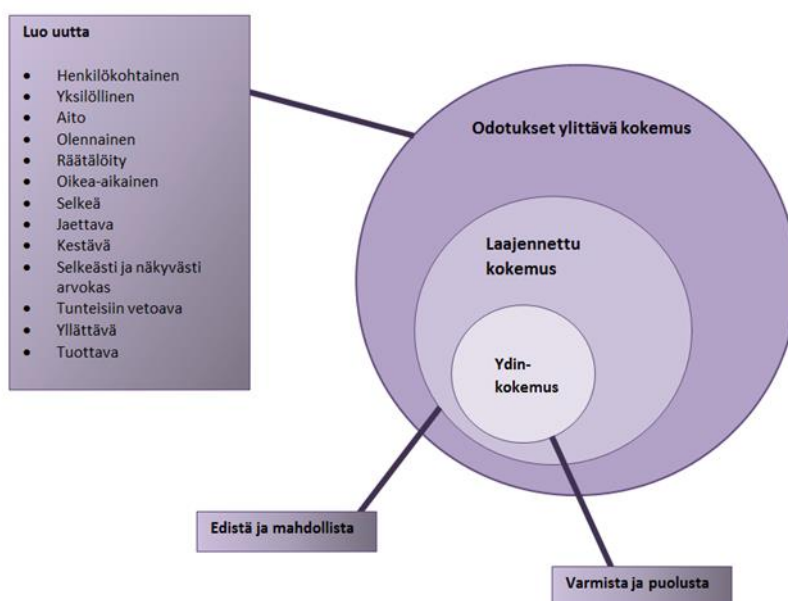 Luo uutta
• Henkilökohtainen
• Yksilöllinen
• Aito
• Olennainen
• Räätälöity
• Oikea-aikainen
• Selkeä
• Jaettava
• Kestävä
• Selkeästi ja näkyvästi
arvokas
• Tunteisiin vetoava
• Yllättävä
• Tuottava
Odotukset ylittävä kokemus
Laajennettu
kokemus
Ydin-
kokemus
Edistä ja mahdollista
Varmista ja puolusta